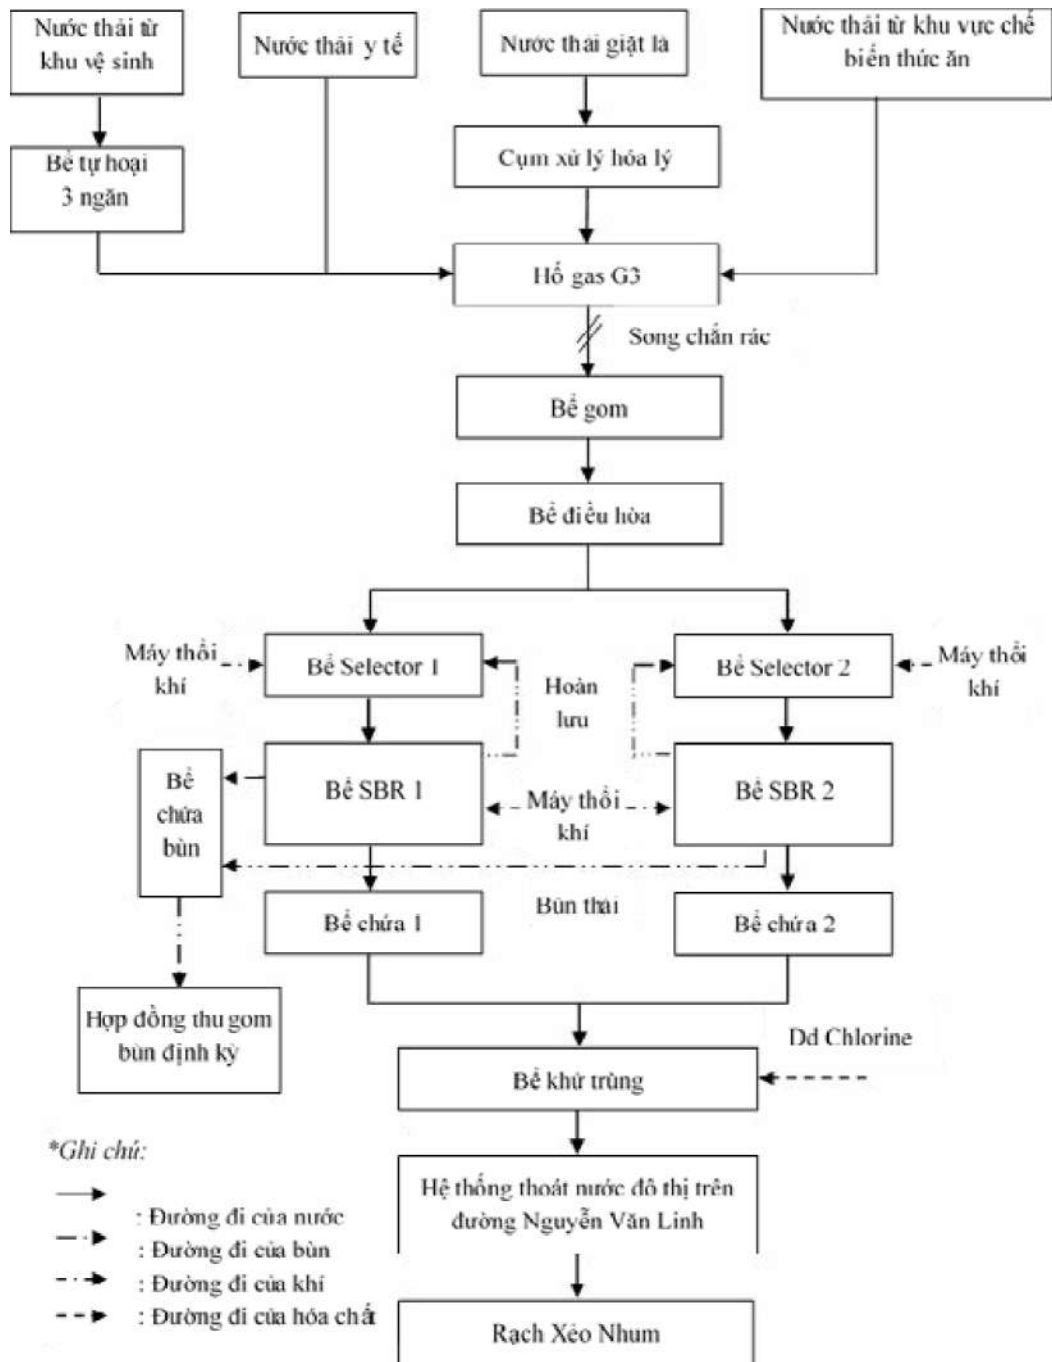 Nước thải từ
khu vệ sinh
Nước thải y tế
Nước thải giặt là
Nước thải từ khu vực chế
biến thức ăn
Bể tự hoại
3 ngăn
Cụm xử lý hóa lý
Hố gas G3
Song chắn rác
Bể gom
Bể điều hòa
Máy thổi
khí
Bể Selector 1
Hoàn
lưu
Bể Selector 2
Máy thổi
khí
Bể
chứa
bùn
Bể SBR 1
Máy thổi
khí
Bể SBR 2
Bùn thải
Bể chứa 1
Bể chứa 2
Hợp đồng thu gom
bùn định kỳ
Dd Chlorine
Bể khử trùng
*Ghi chú:
: Đường đi của nước
: Đường đi của bùn
: Đường đi của khí
: Đường đi của hóa chất
Hệ thống thoát nước đô thị trên
đường Nguyễn Văn Linh
Rạch Xẻo Nhum